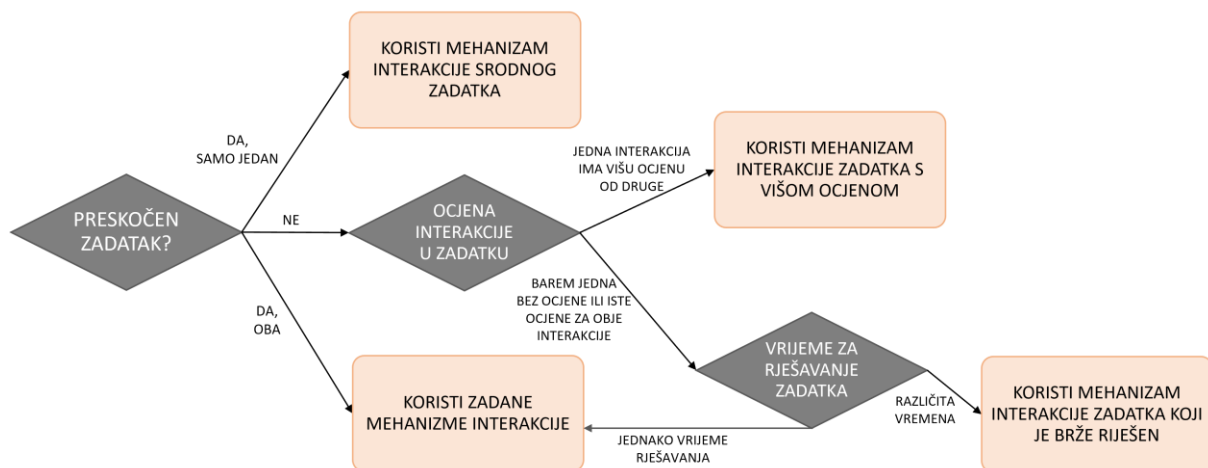 KORISTI MEHANIZAM
INTERAKCIJE SRODNOG
ZADATKA
DA,
SAMO JEDAN
JEDNA INTERAKCIJA
IMA VIŠU OCJENU
OD DRUGE
KORISTI MEHANIZAM
INTERAKCIJE ZADATKA S
VIŠOM OCJENOM
PRESKOČEN
ZADATAK?
NE
OCJENA
INTERAKCIJE
U ZADATKU
DA,
OBA
BAREM JEDNA
BEZ OCJENE ILI ISTE
OCJENE ZA OBJE
INTERAKCIJE
VRIJEME ZA
RJEŠAVANJE
ZADATKA
KORISTI ZADANE
MEHANIZME INTERAKCIJE
JEDNAKO VRIJEME
RJEŠAVANJA
RAZLIČITA
VREMENA
KORISTI MEHANIZAM
INTERAKCIJE ZADATKA KOJI
JE BRŽE RIJEŠEN